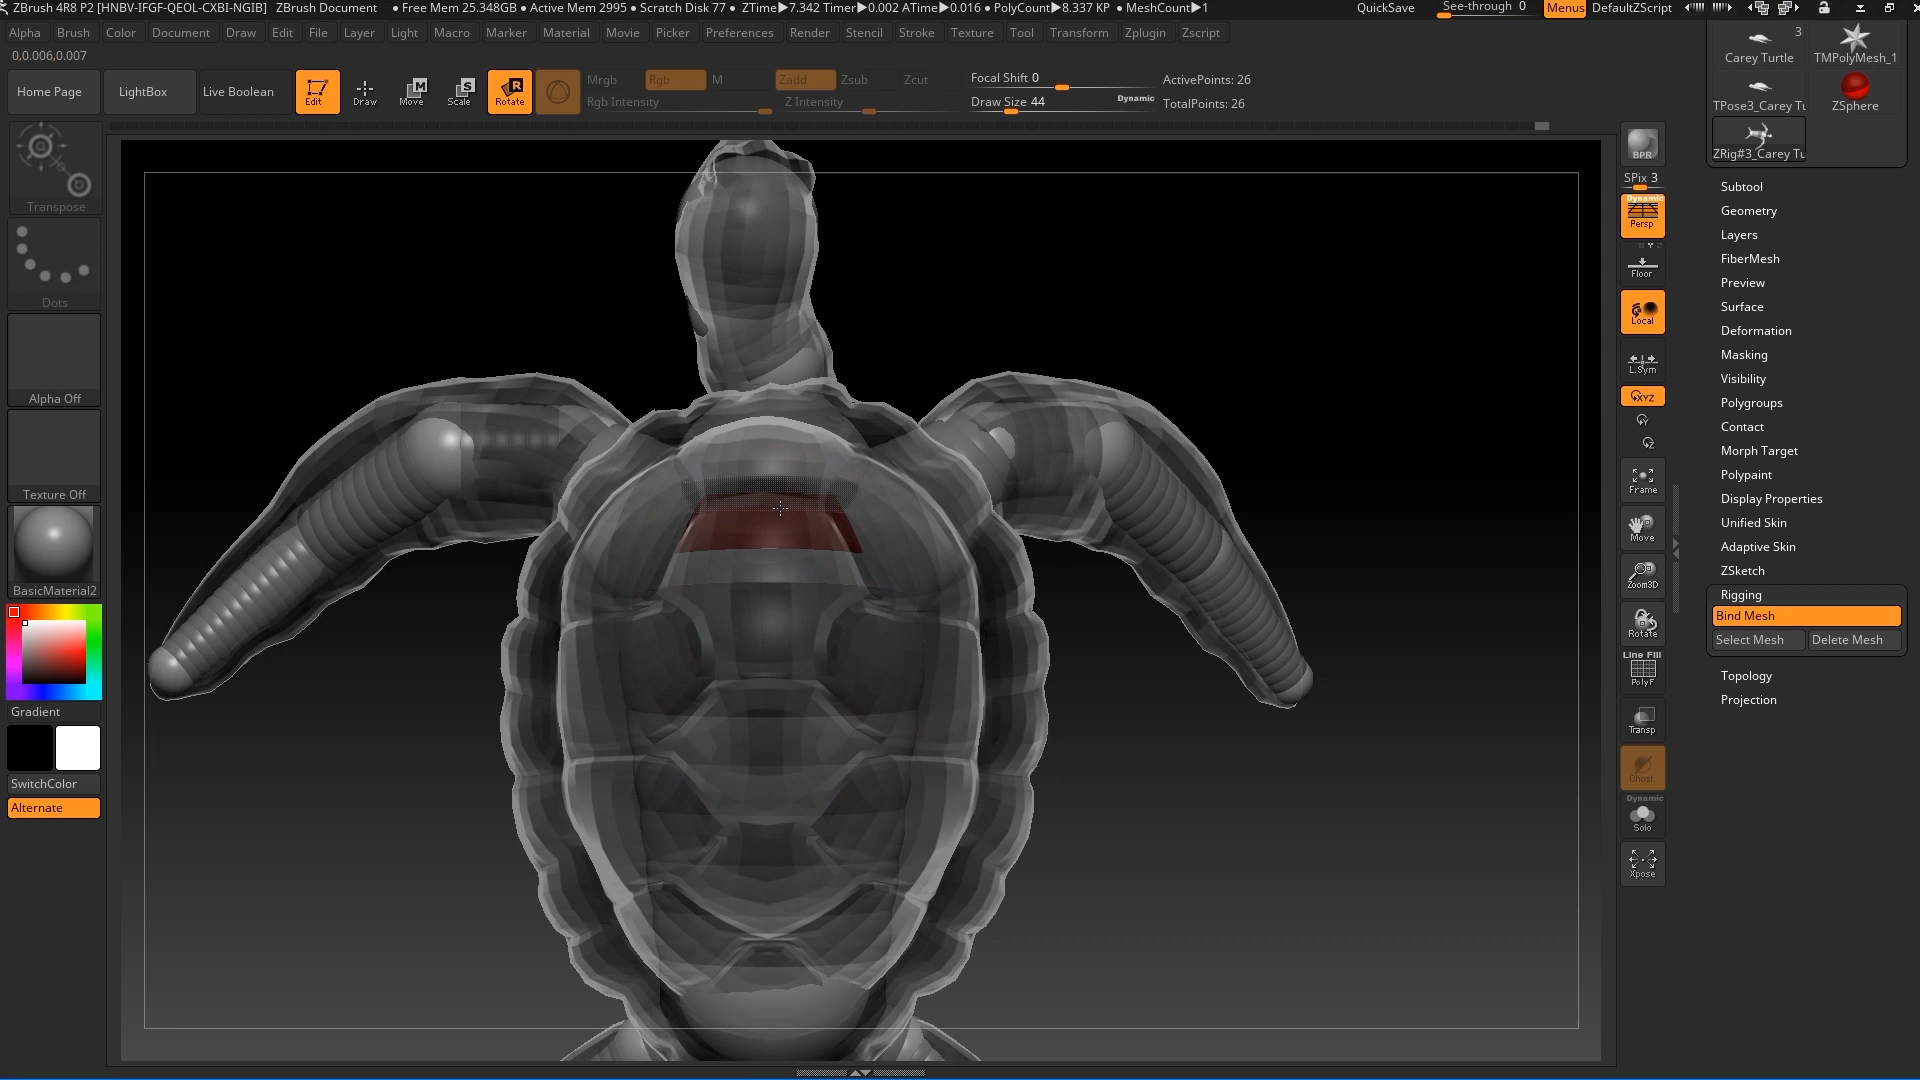 ZBrush 4R8 P2 [HNBV-IFGF-QEOL-CXBI-NGIB] ZBrush Document ● Free Mem 25.348GB ● Active Mem 2995 ● Scratch Disk 77 ● ZTime▶7.342 Timer▶0.002 ATime▶0.016 ● PolyCount▶8.337 KP ● MeshCount▶1 QuickSave See-through 0 Menus DefaultZScript
Alpha Brush Color Document Draw Edit File Layer Light Macro Marker Material Movie Picker Preferences Render Stencil Stroke Texture Tool Transform Zplugin Zscript
0,0.006,0.007
Home Page LightBox Live Boolean Edit Draw Move Scale Rotate
Mrgb Rgb M Zadd Zsub Zcut
Rgb Intensity Z Intensity
Focal Shift 0
Draw Size 44 Dynamic
ActivePoints: 26
TotalPoints: 26
Transpose
Dots
Alpha Off
Texture Off
BasicMaterial2
Gradient
SwitchColor
Alternate
BPR
SPix 3
Dynamic
Persp
Floor
Local
L.Sym
XYZ
Y
Z
Frame
Move
Zoom3D
Rotate
Line Fill
PolyF
Transp
Ghost
Dynamic
Solo
Xpose
3
Carey Turtle TMPolyMesh_1
TPose3_Carey Tu ZSphere
ZRig#3_Carey Tu
Subtool
Geometry
Layers
FiberMesh
Preview
Surface
Deformation
Masking
Visibility
Polygroups
Contact
Morph Target
Polypaint
Display Properties
Unified Skin
Adaptive Skin
ZSketch
Rigging
Bind Mesh
Select Mesh Delete Mesh
Topology
Projection